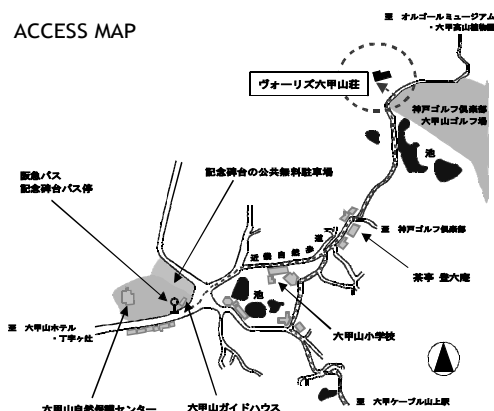 ACCESS MAP
至 オルゴールミュージアム
・六甲高山植物園
ヴォーリズ六甲山荘
神戸ゴルフ倶楽部
六甲山ゴルフ場
池
阪急バス
記念碑台バス停
記念碑台の公共無料駐車場
至 神戸ゴルフ倶楽部
近畿自然歩道
茶亭 登六庵
池
六甲山小学校
至 六甲山ホテル
・丁字ヶ辻
六甲山自然保護センター
六甲山ガイドハウス
至 六甲ケーブル山上駅